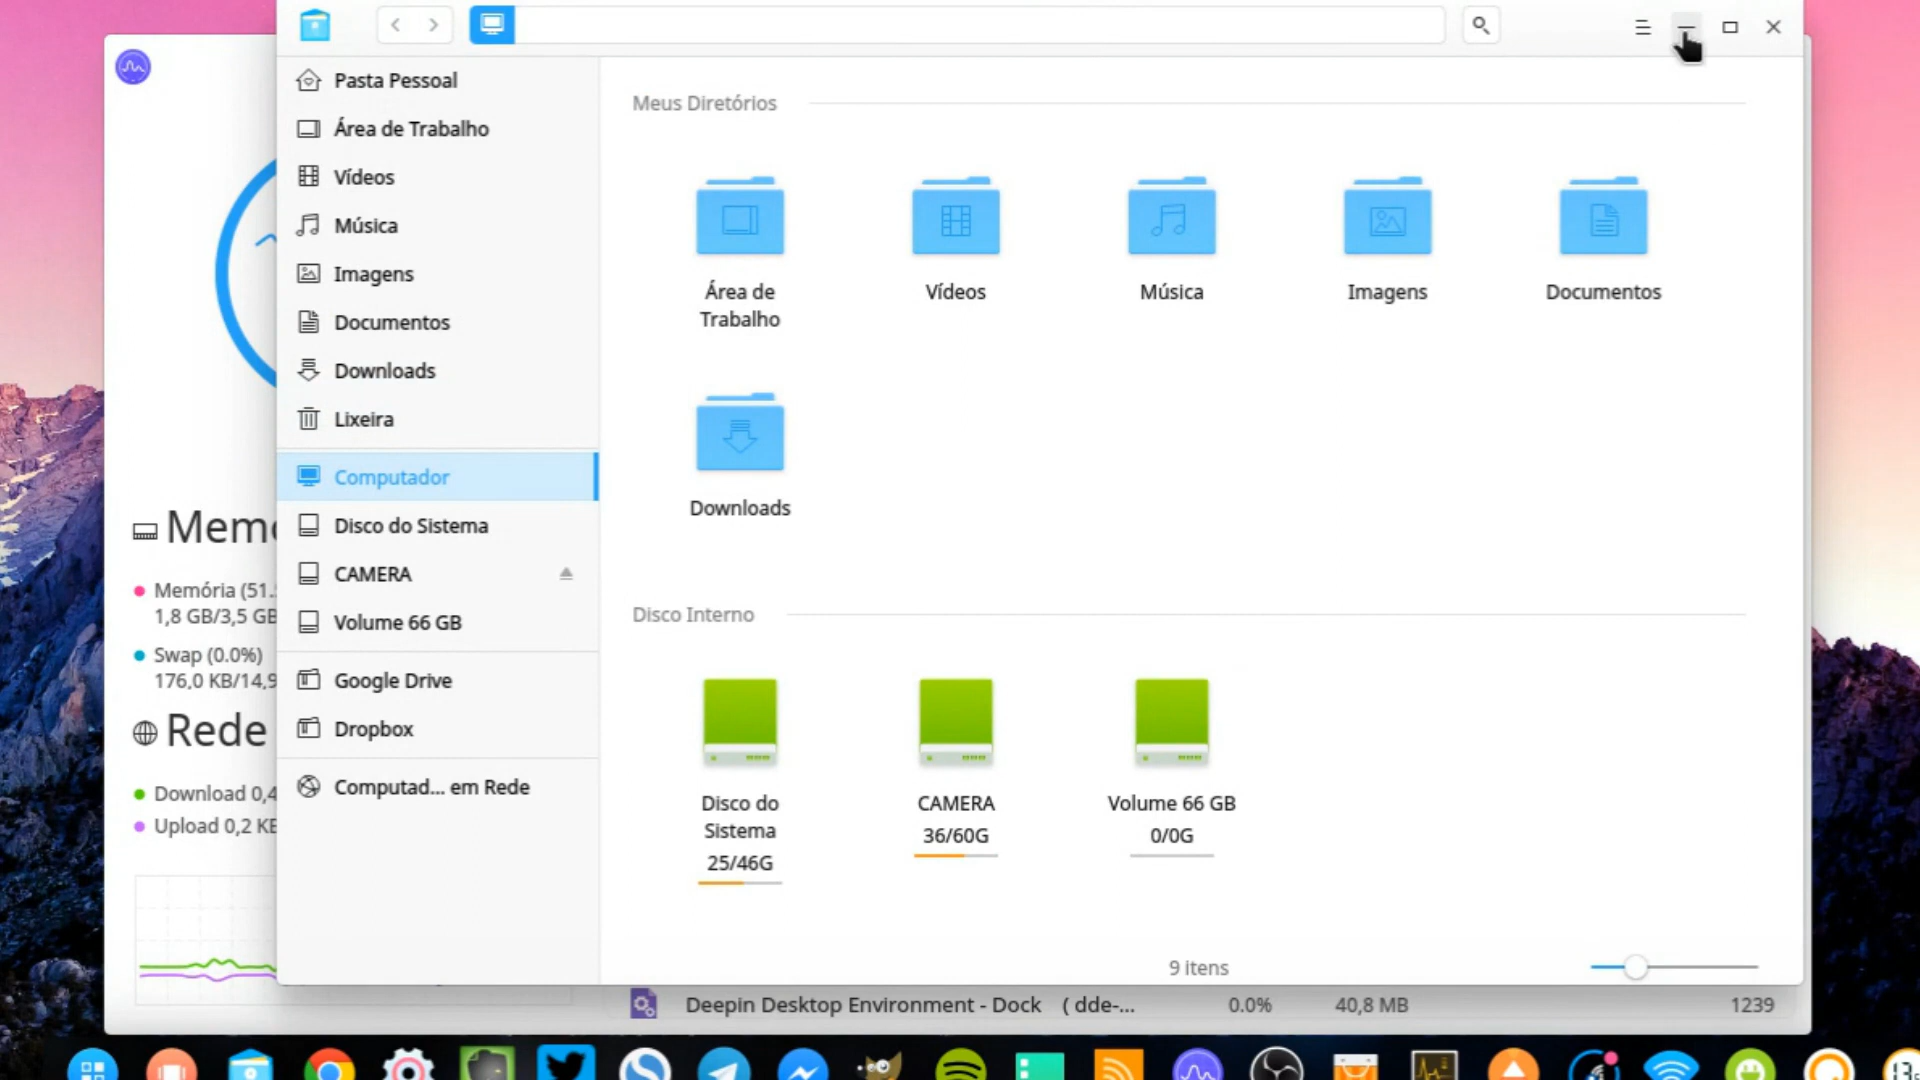 Pasta Pessoal
Área de Trabalho
Vídeos
Música
Imagens
Documentos
Downloads
Lixeira
Computador
Disco do Sistema
CAMERA
Volume 66 GB
Google Drive
Dropbox
Computad... em Rede
Meus Diretórios
Área de
Trabalho
Vídeos
Música
Imagens
Documentos
Downloads
Disco Interno
Disco do
Sistema
25/46G
CAMERA
36/60G
Volume 66 GB
0/0G
9 itens
Memória (51.
1,8 GB/3,5 GB
Swap (0.0%)
176,0 KB/14,9
Rede
Download 0,4
Upload 0,2 KB
Deepin Desktop Environment - Dock ( dde-... 0.0% 40,8 MB 1239